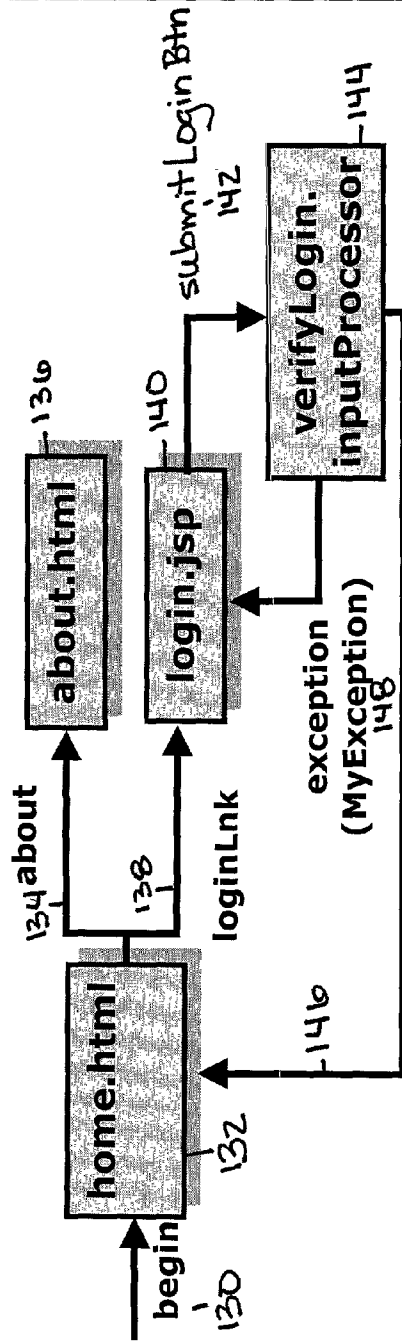 begin
130
home.html
132
134 about
about.html
136
138
loginLnk
login.jsp
140
submitLoginBtn
142
verifyLogin.
inputProcessor
144
exception
(MyException)
148
146